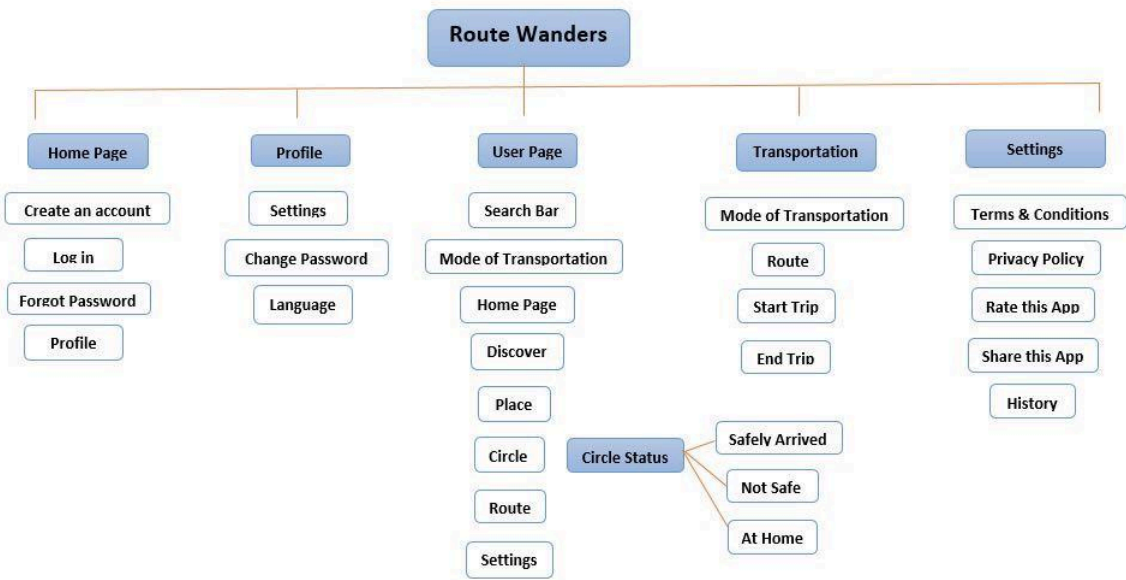 Route Wanders
Home Page
Create an account
Log in
Forgot Password
Profile
Profile
Settings
Change Password
Language
User Page
Search Bar
Mode of Transportation
Home Page
Discover
Place
Circle
Route
Settings
Circle Status
Safely Arrived
Not Safe
At Home
Transportation
Mode of Transportation
Route
Start Trip
End Trip
Settings
Terms & Conditions
Privacy Policy
Rate this App
Share this App
History